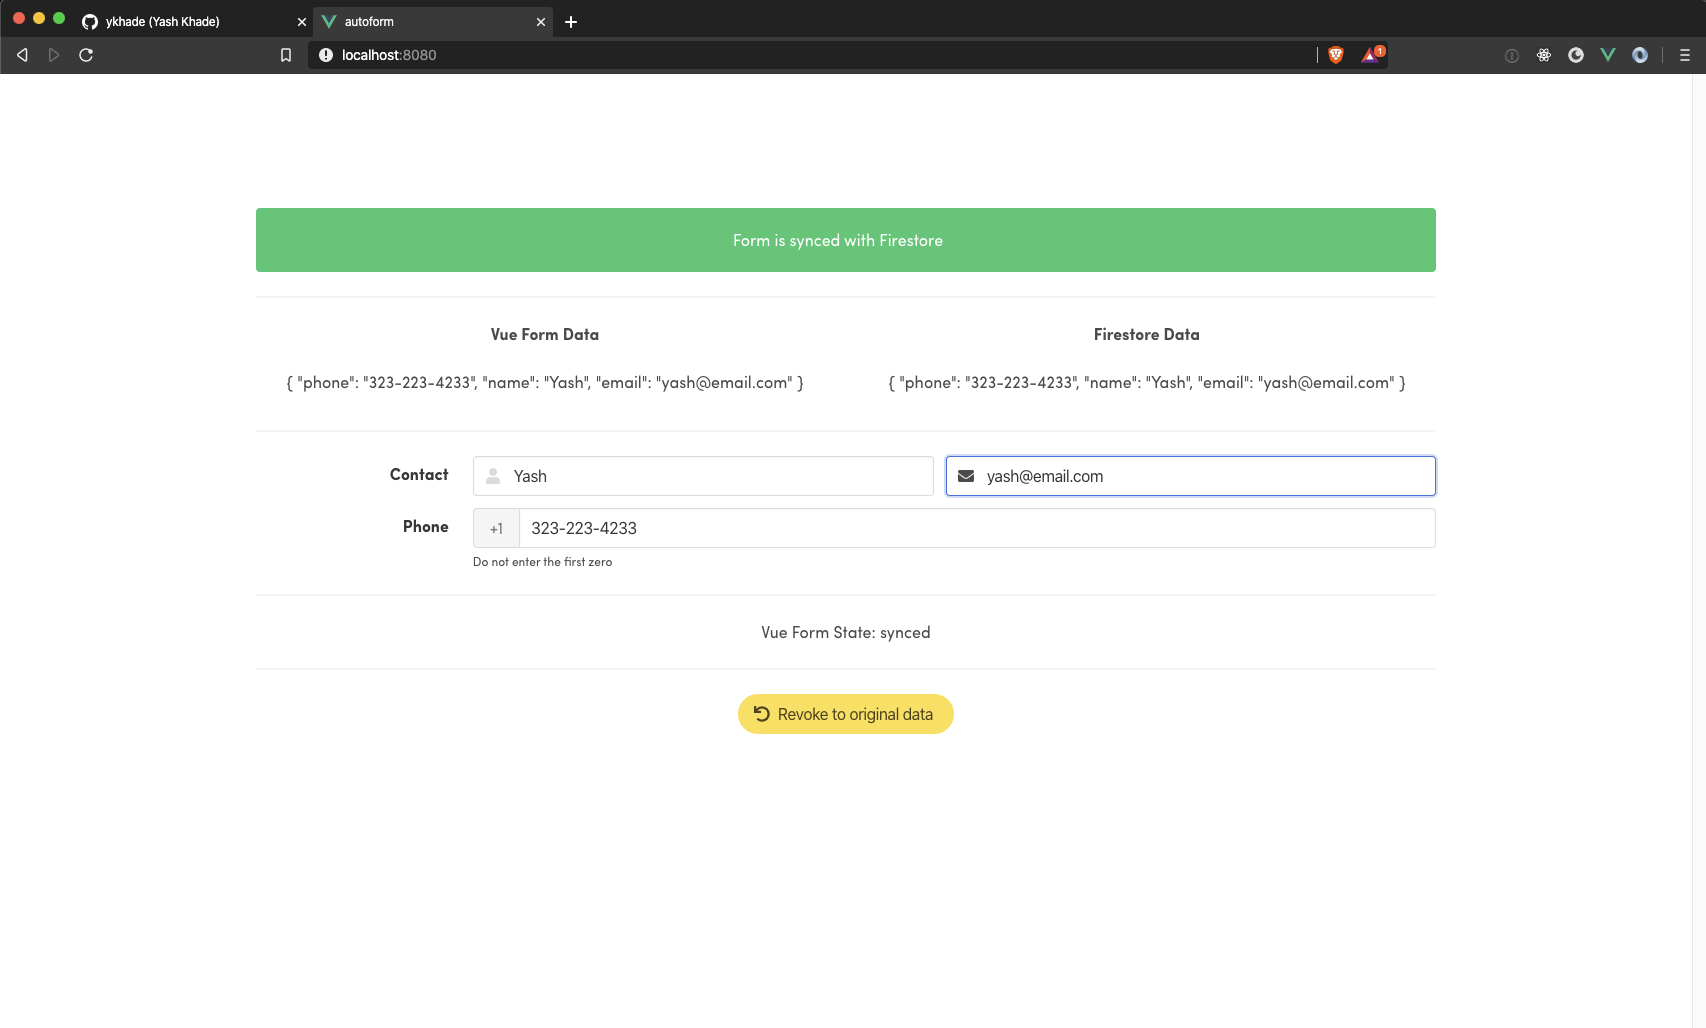 ykhade (Yash Khade)
autoform
localhost:8080
1
Form is synced with Firestore
Vue Form Data
Firestore Data
{ "phone": "323-223-4233", "name": "Yash", "email": "yash@email.com" }
{ "phone": "323-223-4233", "name": "Yash", "email": "yash@email.com" }
Contact
Yash
yash@email.com
Phone
+1
323-223-4233
Do not enter the first zero
Vue Form State: synced
Revoke to original data